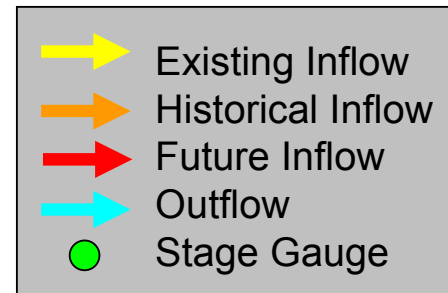 Existing Inflow
Historical Inflow
Future Inflow
Outflow
Stage Gauge